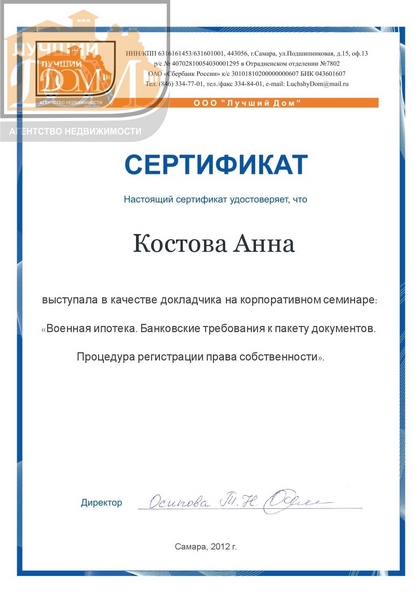 ЛУЧШИЙ
ДОМ
АГЕНТСТВО НЕДВИЖИМОСТИ
ЛУЧШИЙ
ДОМ
АГЕНТСТВО НЕДВИЖИМОСТИ
ИНН/КПП 6316161453/631601001, 443056, г.Самара, ул.Подшипниковая, д.15, оф.13
р/с № 40702810054030001295 в Отрадненском отделении №7802
ОАО «Сбербанк России» к/с 30101810200000000607 БИК 043601607
Тел: (846) 334-77-01, тел./факс 334-84-01, e-mail: LuchshyDom@mail.ru
ООО "Лучший Дом"
СЕРТИФИКАТ
Настоящий сертификат удостоверяет, что
Костова Анна
выступала в качестве докладчика на корпоративном семинаре:
«Военная ипотека. Банковские требования к пакету документов.
Процедура регистрации права собственности».
Директор Осипова Т.Н
Самара, 2012 г.